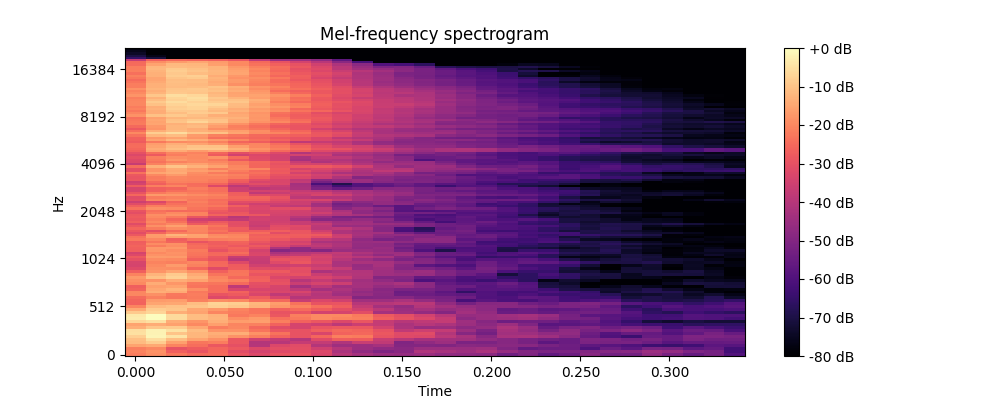 Mel-frequency spectrogram
Hz
16384
8192
4096
2048
1024
512
0
0.000 0.050 0.100 0.150 0.200 0.250 0.300
Time
+0 dB
-10 dB
-20 dB
-30 dB
-40 dB
-50 dB
-60 dB
-70 dB
-80 dB